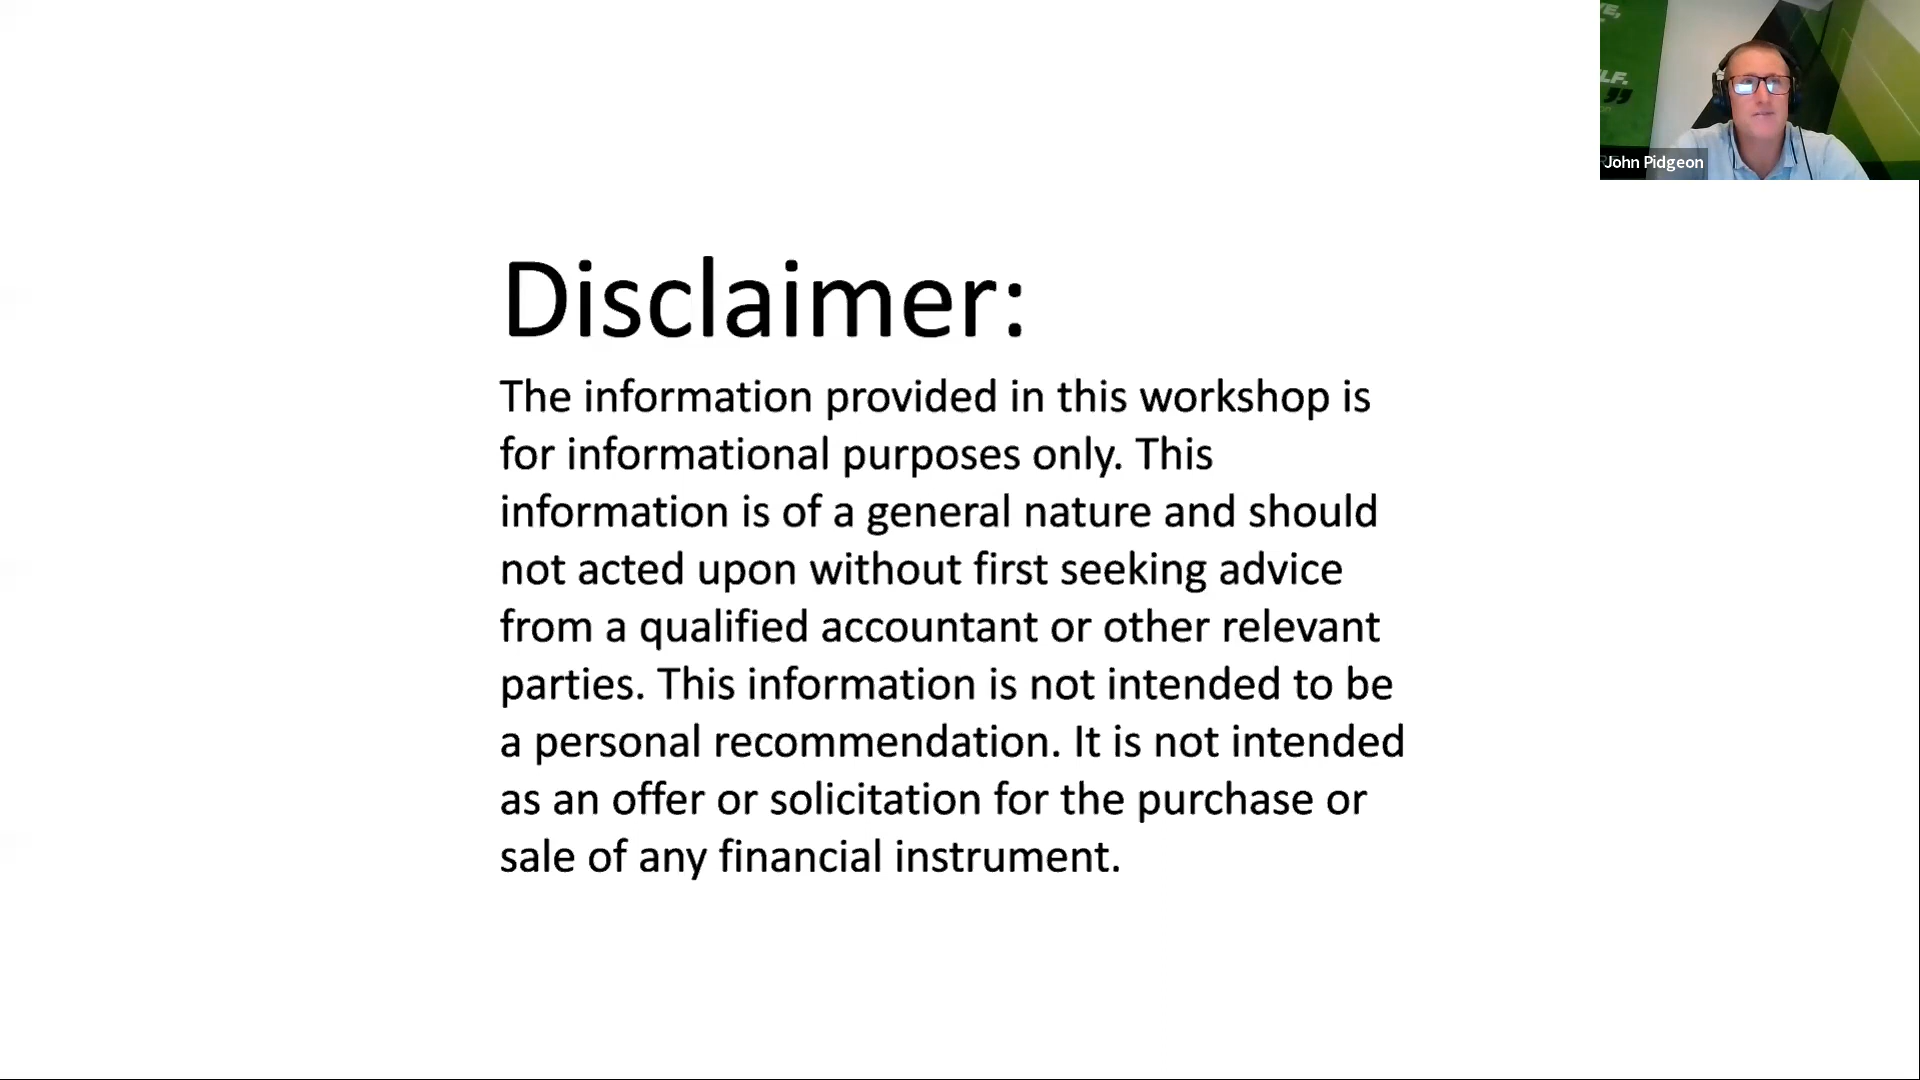 VE,
LF.
John Pidgeon
Disclaimer:
The information provided in this workshop is
for informational purposes only. This
information is of a general nature and should
not acted upon without first seeking advice
from a qualified accountant or other relevant
parties. This information is not intended to be
a personal recommendation. It is not intended
as an offer or solicitation for the purchase or
sale of any financial instrument.